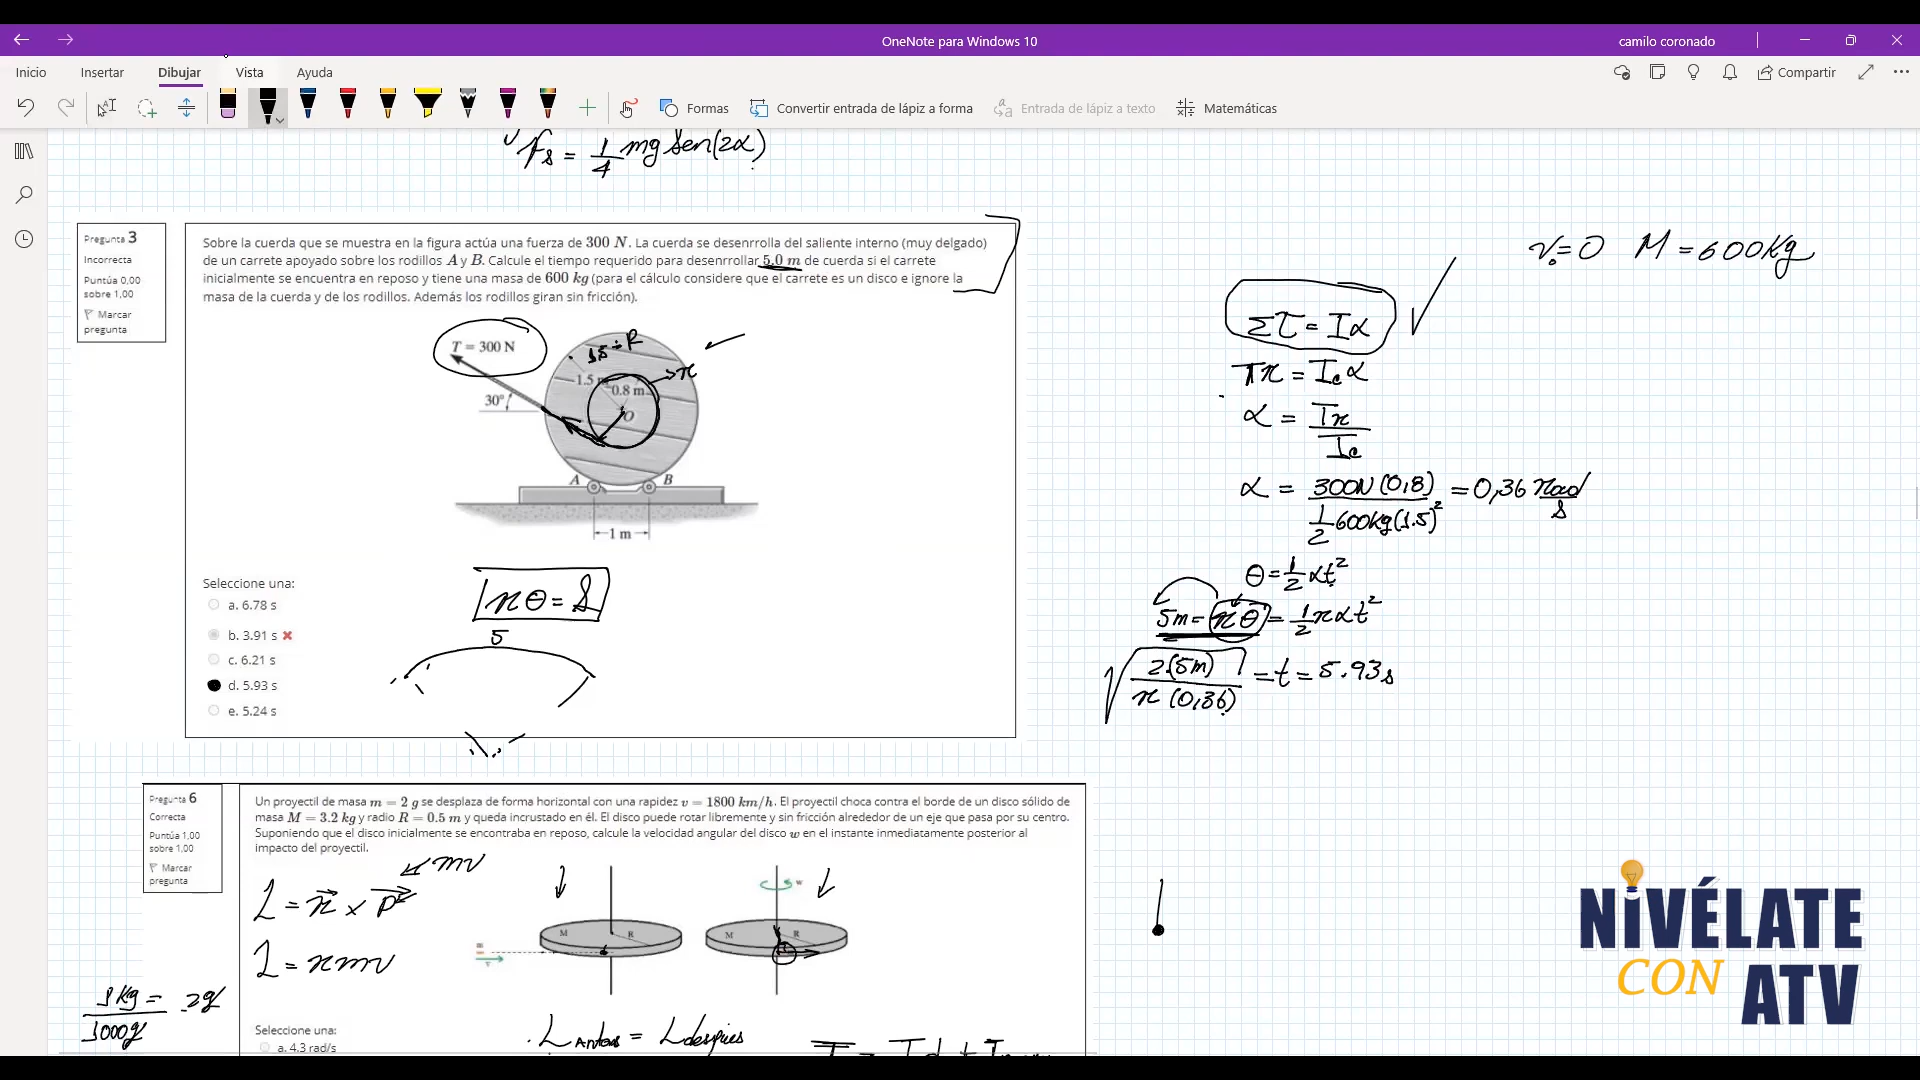 OneNote para Windows 10
camilo coronado
Inicio
Insertar
Dibujar
Vista
Ayuda
Compartir
Formas
Convertir entrada de lápiz a forma
Entrada de lápiz a texto
Matemáticas
fs = 1/4 mg Sen(2α)
Pregunta 3
Incorrecta
Puntúa 0,00
sobre 1,00
Marcar
pregunta
Sobre la cuerda que se muestra en la figura actúa una fuerza de 300 N. La cuerda se desenrrolla del saliente interno (muy delgado)
de un carrete apoyado sobre los rodillos A y B. Calcule el tiempo requerido para desenrrollar 5.0 m de cuerda si el carrete
inicialmente se encuentra en reposo y tiene una masa de 600 kg (para el cálculo considere que el carrete es un disco e ignore la
masa de la cuerda y de los rodillos. Además los rodillos giran sin fricción).
T = 300 N
30°
1.5 = R
1.5 m
0.8 m
r
O
A
B
1 m
rθ = S
5
Seleccione una:
a. 6.78 s
b. 3.91 s
c. 6.21 s
d. 5.93 s
e. 5.24 s
v₀=0 M = 600kg
Στ = Iα
Tr = Icα
α = Tr/Ic
α = 300N(0,8) / 1/2 600kg(1.5)² = 0,36 rad/s
θ = 1/2 αt²
5m = rθ = 1/2 rαt²
√ 2(5m) / r(0,36) = t = 5.93s
Pregunta 6
Correcta
Puntúa 1,00
sobre 1,00
Marcar
pregunta
Un proyectil de masa m = 2 g se desplaza de forma horizontal con una rapidez v = 1800 km/h. El proyectil choca contra el borde de un disco sólido de
masa M = 3.2 kg y radio R = 0.5 m y queda incrustado en él. El disco puede rotar libremente y sin fricción alrededor de un eje que pasa por su centro.
Suponiendo que el disco inicialmente se encontraba en reposo, calcule la velocidad angular del disco w en el instante inmediatamente posterior al
impacto del proyectil.
mv
L = r x p
L = rmv
M R
M R
w
m
v
1kg/1000g = 2g
Seleccione una:
a. 4.3 rad/s
L Antes = L después
NIVÉLATE
CON
ATV